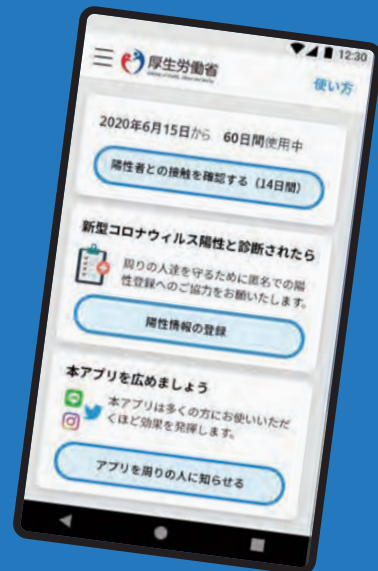 12:30
厚生労働省
使い方
2020年6月15日から 60日間使用中
陽性者との接触を確認する（14日間）
新型コロナウィルス陽性と診断されたら
周りの人達を守るために匿名での陽
性登録へのご協力をお願いいたします。
陽性情報の登録
本アプリを広めましょう
本アプリは多くの方にお使いいただ
くほど効果を発揮します。
アプリを周りの人に知らせる